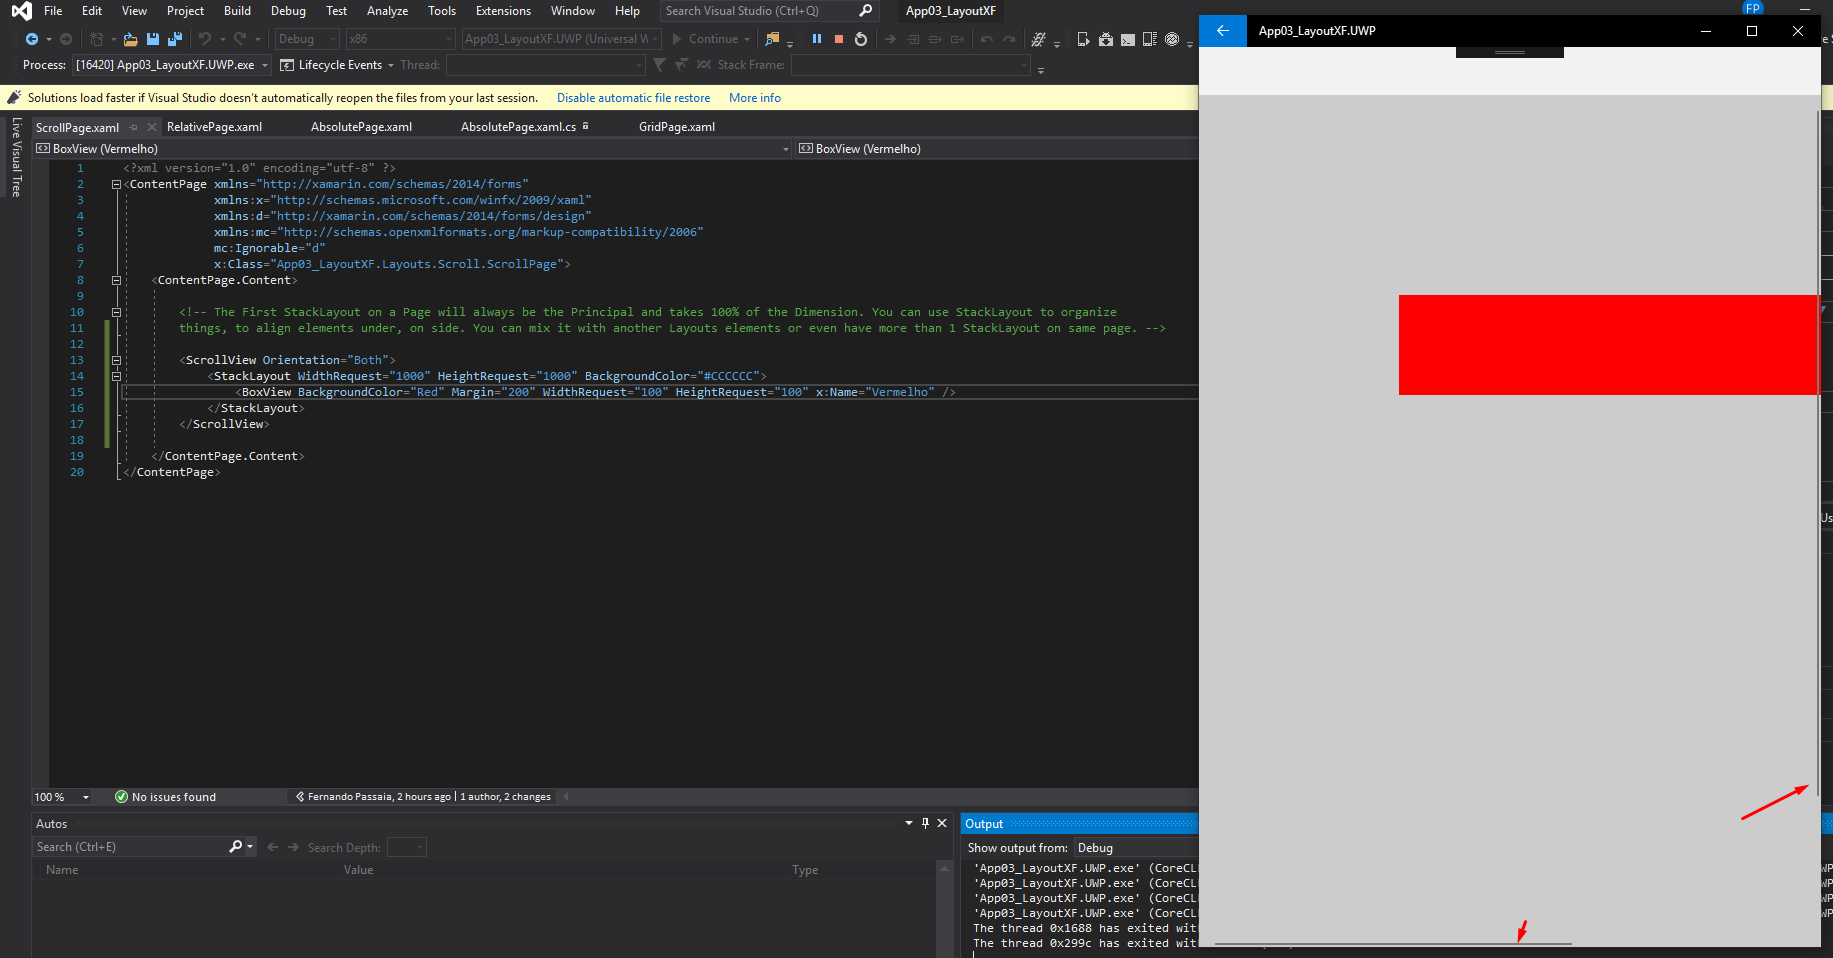 File Edit View Project Build Debug Test Analyze Tools Extensions Window Help Search Visual Studio (Ctrl+Q) App03_LayoutXF FP
Debug x86 App03_LayoutXF.UWP (Universal W Continue
Process: [16420] App03_LayoutXF.UWP.exe Lifecycle Events Thread: Stack Frame:
Solutions load faster if Visual Studio doesn't automatically reopen the files from your last session. Disable automatic file restore More info
Live Visual Tree
ScrollPage.xaml RelativePage.xaml AbsolutePage.xaml AbsolutePage.xaml.cs GridPage.xaml
BoxView (Vermelho) BoxView (Vermelho)
1 <?xml version="1.0" encoding="utf-8" ?>
2 <ContentPage xmlns="http://xamarin.com/schemas/2014/forms"
3 xmlns:x="http://schemas.microsoft.com/winfx/2009/xaml"
4 xmlns:d="http://xamarin.com/schemas/2014/forms/design"
5 xmlns:mc="http://schemas.openxmlformats.org/markup-compatibility/2006"
6 mc:Ignorable="d"
7 x:Class="App03_LayoutXF.Layouts.Scroll.ScrollPage">
8 <ContentPage.Content>
9
10 <!-- The First StackLayout on a Page will always be the Principal and takes 100% of the Dimension. You can use StackLayout to organize
11 things, to align elements under, on side. You can mix it with another Layouts elements or even have more than 1 StackLayout on same page. -->
12
13 <ScrollView Orientation="Both">
14 <StackLayout WidthRequest="1000" HeightRequest="1000" BackgroundColor="#CCCCCC">
15 <BoxView BackgroundColor="Red" Margin="200" WidthRequest="100" HeightRequest="100" x:Name="Vermelho" />
16 </StackLayout>
17 </ScrollView>
18
19 </ContentPage.Content>
20 </ContentPage>
100 % No issues found Fernando Passaia, 2 hours ago | 1 author, 2 changes
Autos
Search (Ctrl+E) Search Depth:
Name Value Type
Output
Show output from: Debug
'App03_LayoutXF.UWP.exe' (CoreCL
'App03_LayoutXF.UWP.exe' (CoreCL
'App03_LayoutXF.UWP.exe' (CoreCL
'App03_LayoutXF.UWP.exe' (CoreCL
The thread 0x1688 has exited wit
The thread 0x299c has exited wit
App03_LayoutXF.UWP